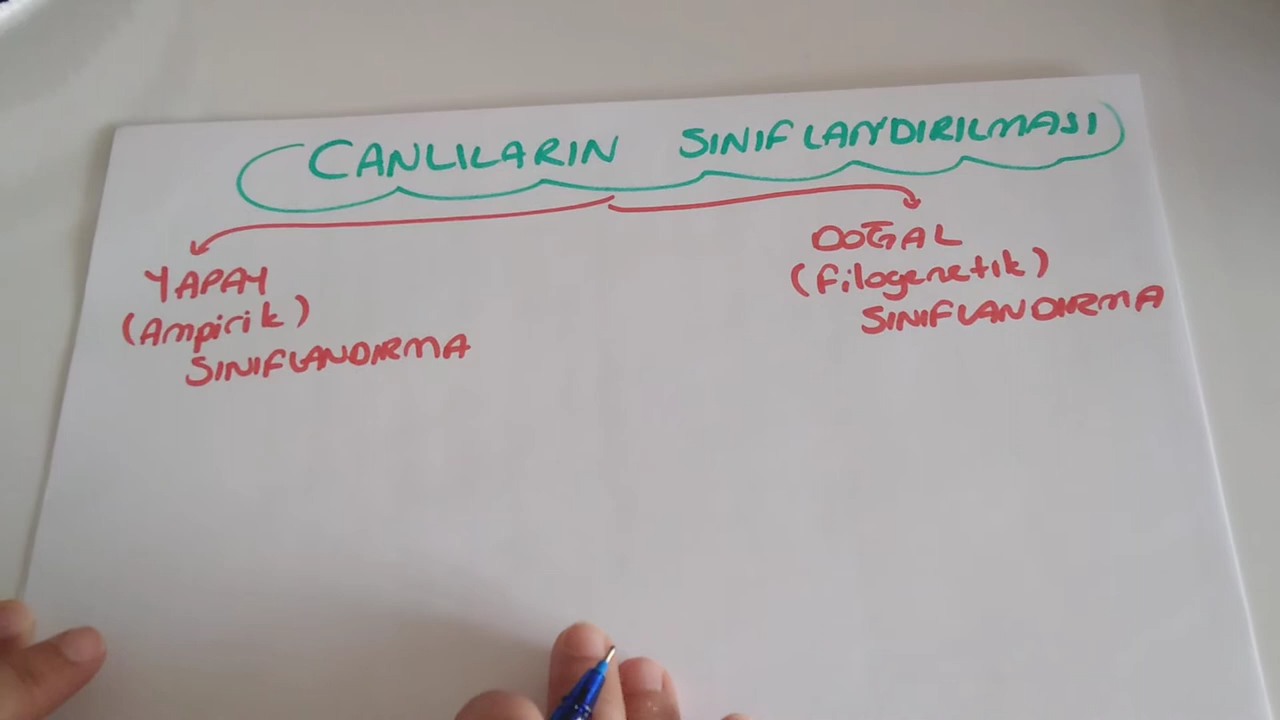 CANLILARIN SINIFLANDIRILMASI
YAPAY
(Ampirik)
SINIFLANDIRMA
DOĞAL
(filogenetik)
SINIFLANDIRMA